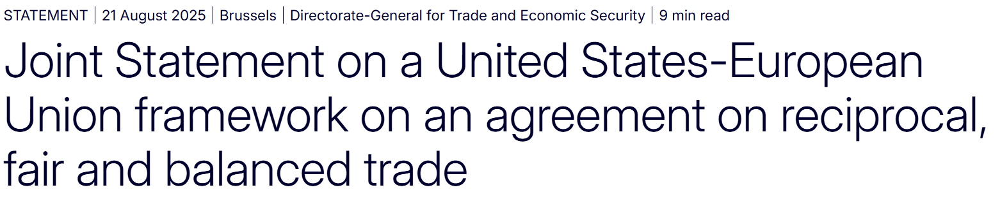 STATEMENT | 21 August 2025 | Brussels | Directorate-General for Trade and Economic Security | 9 min read
Joint Statement on a United States-European
Union framework on an agreement on reciprocal,
fair and balanced trade